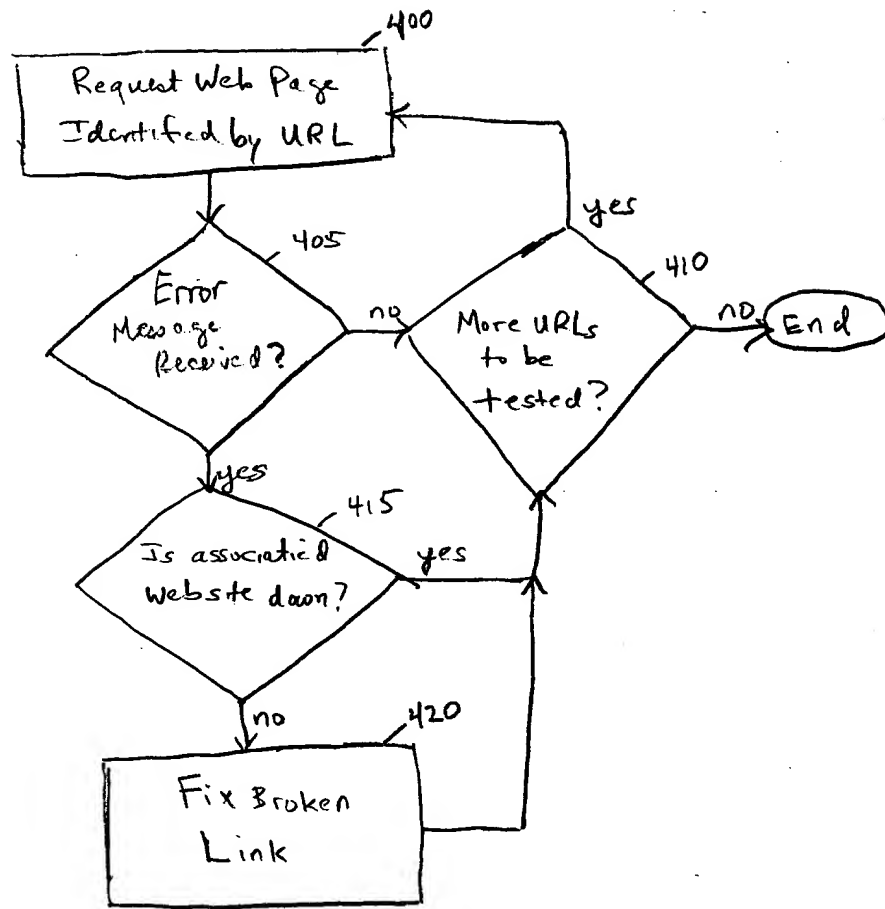 400
Request Web Page
Identified by URL
405
Error
Message
Received?
no
yes
More URLs
to be
tested?
410
yes
no
End
415
Is associated
website down?
yes
no
420
Fix Broken
Link